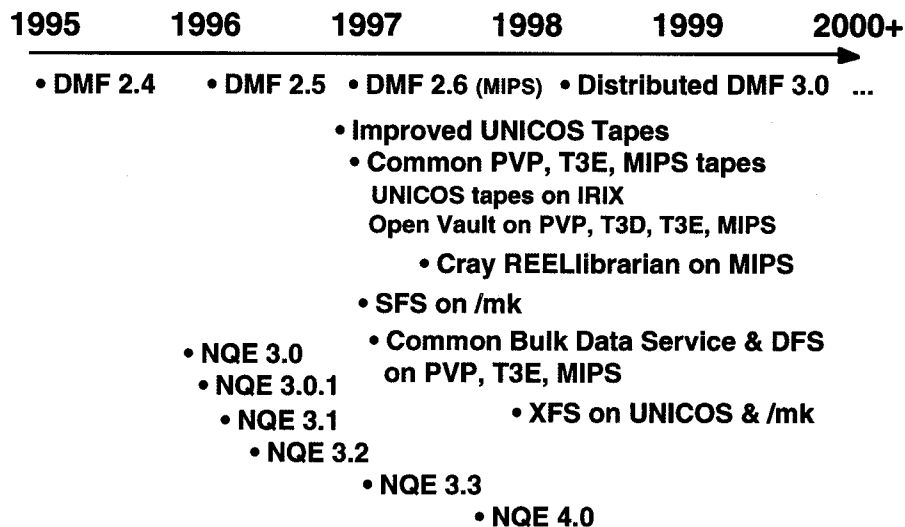 1995 1996 1997 1998 1999 2000+
• DMF 2.4 • DMF 2.5 • DMF 2.6 (MIPS) • Distributed DMF 3.0 ...
• Improved UNICOS Tapes
• Common PVP, T3E, MIPS tapes
UNICOS tapes on IRIX
Open Vault on PVP, T3D, T3E, MIPS
• Cray REELlibrarian on MIPS
• SFS on /mk
• Common Bulk Data Service & DFS
on PVP, T3E, MIPS
• NQE 3.0
• NQE 3.0.1
• XFS on UNICOS & /mk
• NQE 3.1
• NQE 3.2
• NQE 3.3
• NQE 4.0